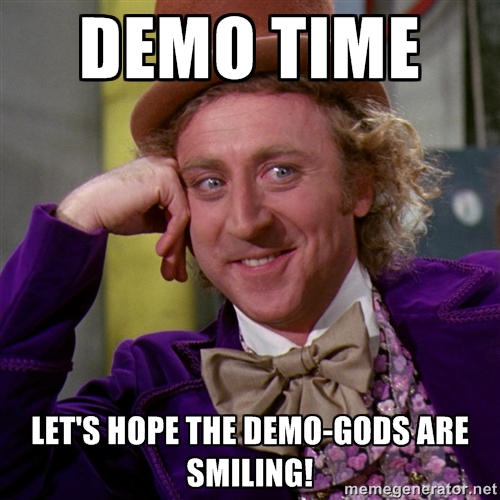 DEMO TIME
LET'S HOPE THE DEMO-GODS ARE
SMILING!
memegenerator.net